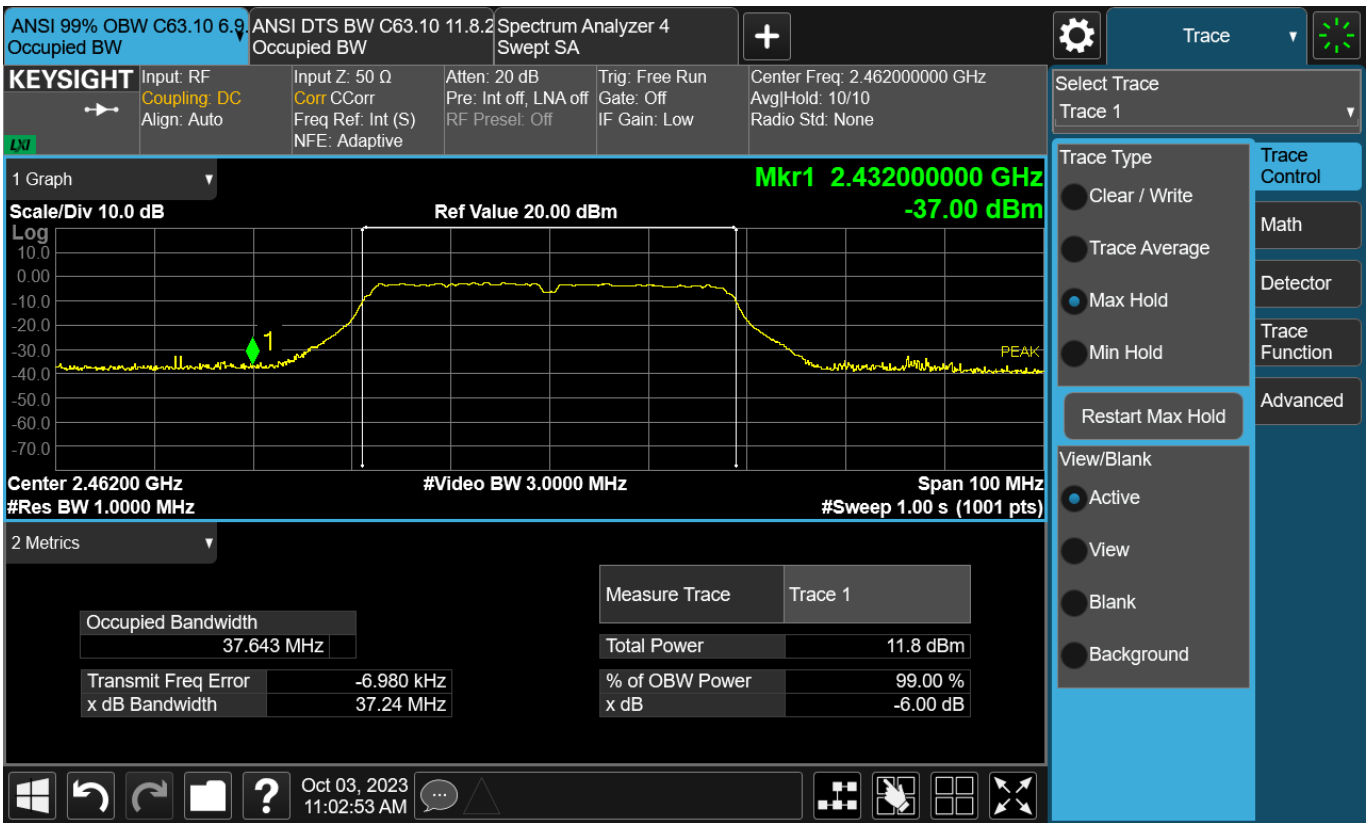 ANSI 99% OBW C63.10 6.9.
Occupied BW
ANSI DTS BW C63.10 11.8.2
Occupied BW
Spectrum Analyzer 4
Swept SA
Trace
KEYSIGHT
LXI
Input: RF
Coupling: DC
Align: Auto
Input Z: 50 Ω
Corr CCorr
Freq Ref: Int (S)
NFE: Adaptive
Atten: 20 dB
Pre: Int off, LNA off
RF Presel: Off
Trig: Free Run
Gate: Off
IF Gain: Low
Center Freq: 2.462000000 GHz
Avg|Hold: 10/10
Radio Std: None
Select Trace
Trace 1
1 Graph
Mkr1 2.432000000 GHz
-37.00 dBm
Scale/Div 10.0 dB
Ref Value 20.00 dBm
Log
10.0
0.00
-10.0
-20.0
-30.0
-40.0
-50.0
-60.0
-70.0
1
PEAK
Center 2.46200 GHz
#Video BW 3.0000 MHz
Span 100 MHz
#Res BW 1.0000 MHz
#Sweep 1.00 s (1001 pts)
Trace Type
Clear / Write
Trace Average
Max Hold
Min Hold
Restart Max Hold
View/Blank
Active
View
Blank
Background
Trace
Control
Math
Detector
Trace
Function
Advanced
2 Metrics
Measure Trace
Trace 1
Occupied Bandwidth
37.643 MHz
Total Power
11.8 dBm
Transmit Freq Error
-6.980 kHz
% of OBW Power
99.00 %
x dB Bandwidth
37.24 MHz
x dB
-6.00 dB
?
Oct 03, 2023
11:02:53 AM